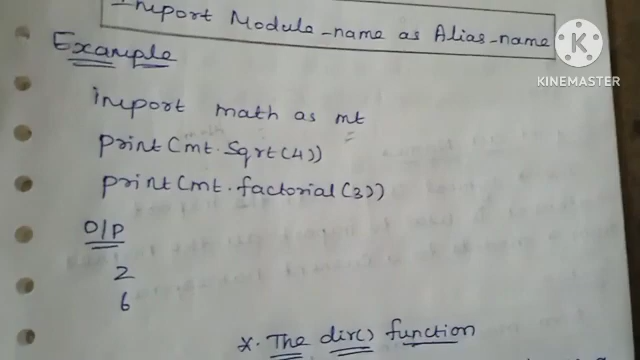 Import Module-name as Alias-name
KINEMASTER
Example
import math as mt
print(mt.sqrt(4))
print(mt.factorial(3))
O/P
2
6
*. The dir() function